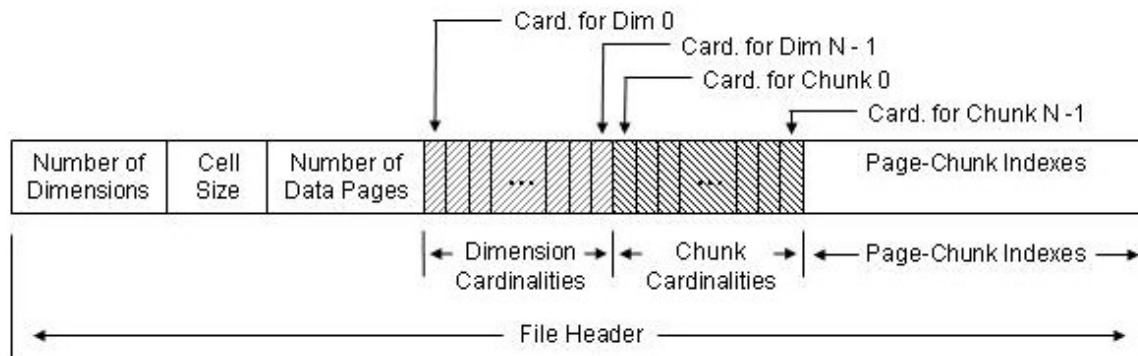 Card. for Dim 0
Card. for Dim N - 1
Card. for Chunk 0
Card. for Chunk N -1
Number of
Dimensions
Cell
Size
Number of
Data Pages
...
...
Page-Chunk Indexes
Dimension
Cardinalities
Chunk
Cardinalities
Page-Chunk Indexes
File Header